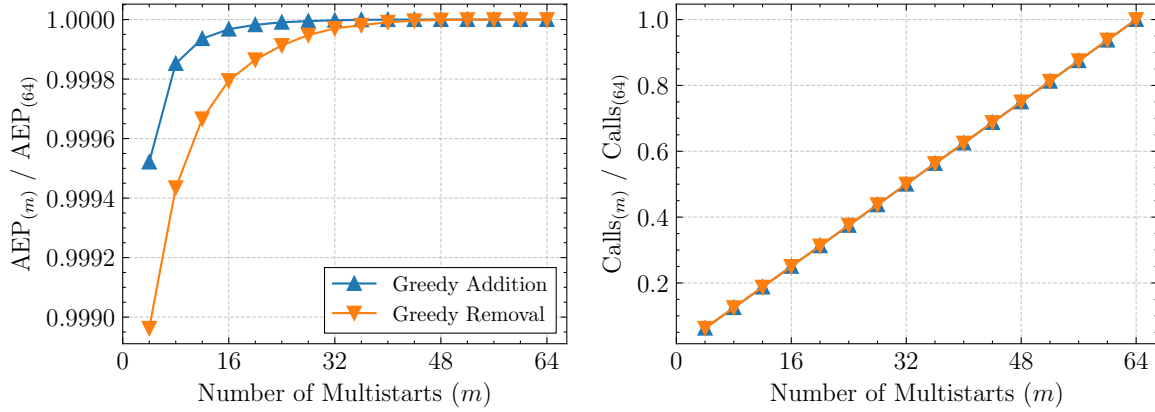 1.0000
0.9998
0.9996
0.9994
0.9992
0.9990
AEP(m) / AEP(64)
0 16 32 48 64
Number of Multistarts (m)
Greedy Addition
Greedy Removal
1.0
0.8
0.6
0.4
0.2
Calls(m) / Calls(64)
0 16 32 48 64
Number of Multistarts (m)